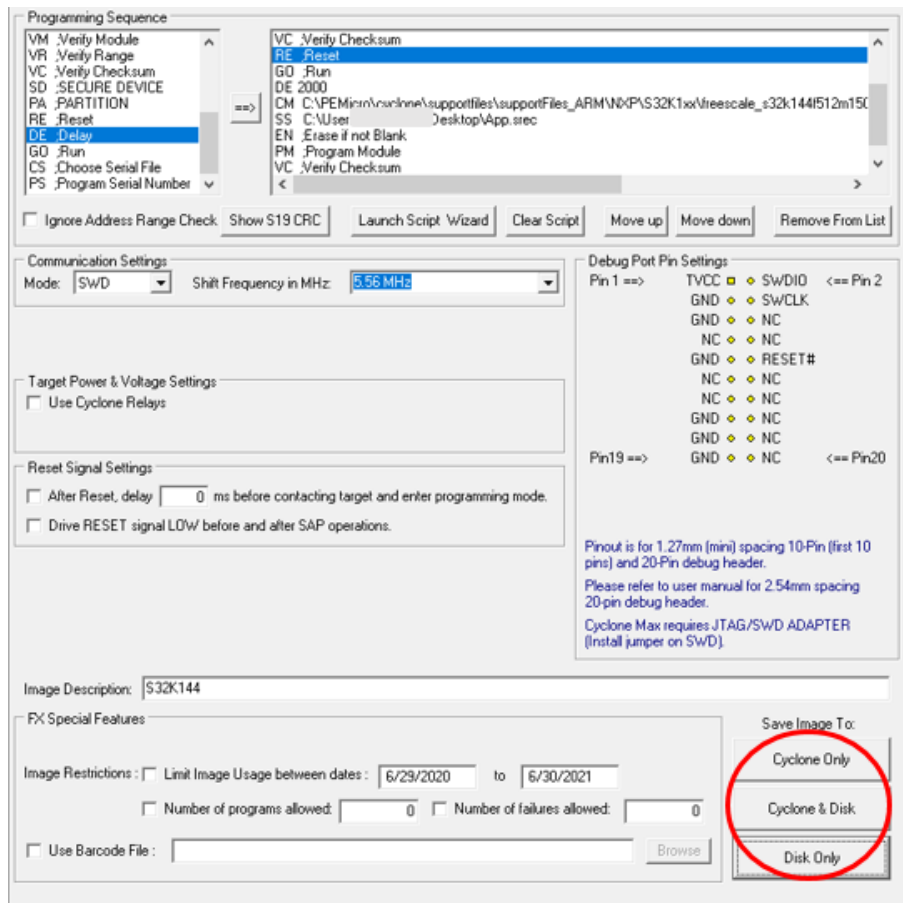 Programming Sequence
VM ;Verify Module
VR ;Verify Range
VC ;Verify Checksum
SD ;SECURE DEVICE
PA ;PARTITION
RE ;Reset
DE ;Delay
GO ;Run
CS ;Choose Serial File
PS ;Program Serial Number
==>
VC ;Verify Checksum
RE ;Reset
GO ;Run
DE 2000
CM C:\PEMicro\cyclone\supportfiles\supportFiles_ARM\NXP\S32K1xx\freescale_s32k144f512m150
SS C:\User Desktop\App.srec
EN ;Erase if not Blank
PM ;Program Module
VC ;Verify Checksum
Ignore Address Range Check. Show S19 CRC Launch Script Wizard Clear Script Move up Move down Remove From List
Communication Settings
Mode: SWD Shift Frequency in MHz: 5.56 MHz
Target Power & Voltage Settings
Use Cyclone Relays
Reset Signal Settings
After Reset, delay 0 ms before contacting target and enter programming mode.
Drive RESET signal LOW before and after SAP operations.
Debug Port Pin Settings
Pin 1 ==> TVCC SWDIO <== Pin 2
GND SWCLK
GND NC
NC NC
GND RESET#
NC NC
NC NC
GND NC
GND NC
Pin19 ==> GND NC <== Pin20
Pinout is for 1.27mm (mini) spacing 10-Pin (first 10
pins) and 20-Pin debug header.
Please refer to user manual for 2.54mm spacing
20-pin debug header.
Cyclone Max requires JTAG/SWD ADAPTER
(Install jumper on SWD).
Image Description: S32K144
FX Special Features
Image Restrictions : Limit Image Usage between dates : 6/29/2020 to 6/30/2021
Number of programs allowed: 0 Number of failures allowed: 0
Use Barcode File : Browse
Save Image To:
Cyclone Only
Cyclone & Disk
Disk Only